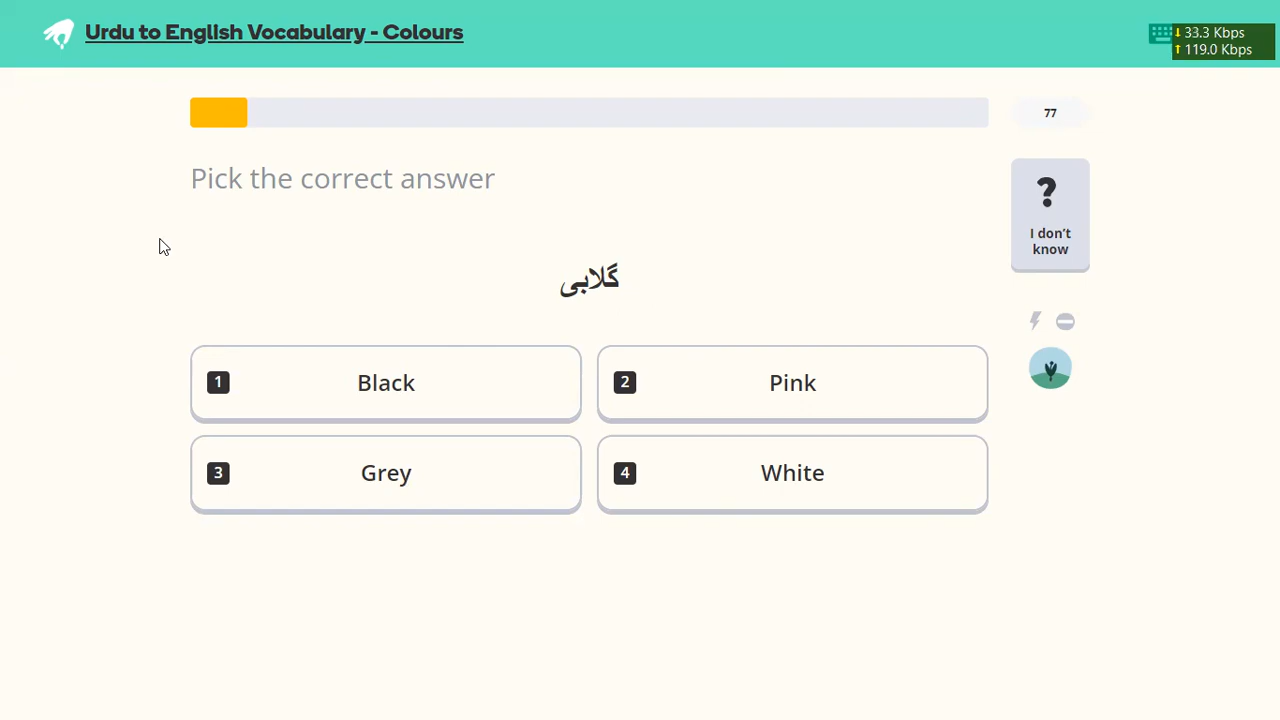 Urdu to English Vocabulary - Colours
↓ 33.3 Kbps
↑ 119.0 Kbps
77
Pick the correct answer
?
I don't
know
گلابی
1 Black
2 Pink
3 Grey
4 White